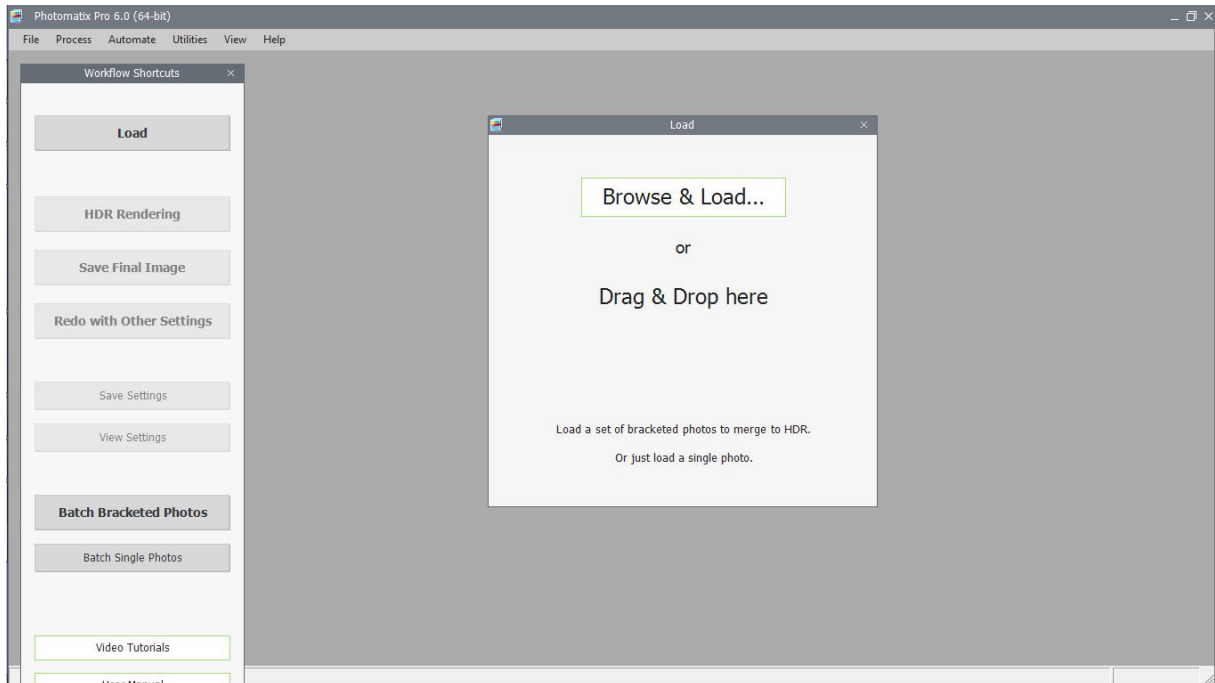 Photomatix Pro 6.0 (64-bit)
File Process Automate Utilities View Help
Workflow Shortcuts
Load
HDR Rendering
Save Final Image
Redo with Other Settings
Save Settings
View Settings
Batch Bracketed Photos
Batch Single Photos
Video Tutorials
User Manual
Load
Browse & Load...
or
Drag & Drop here
Load a set of bracketed photos to merge to HDR.
Or just load a single photo.